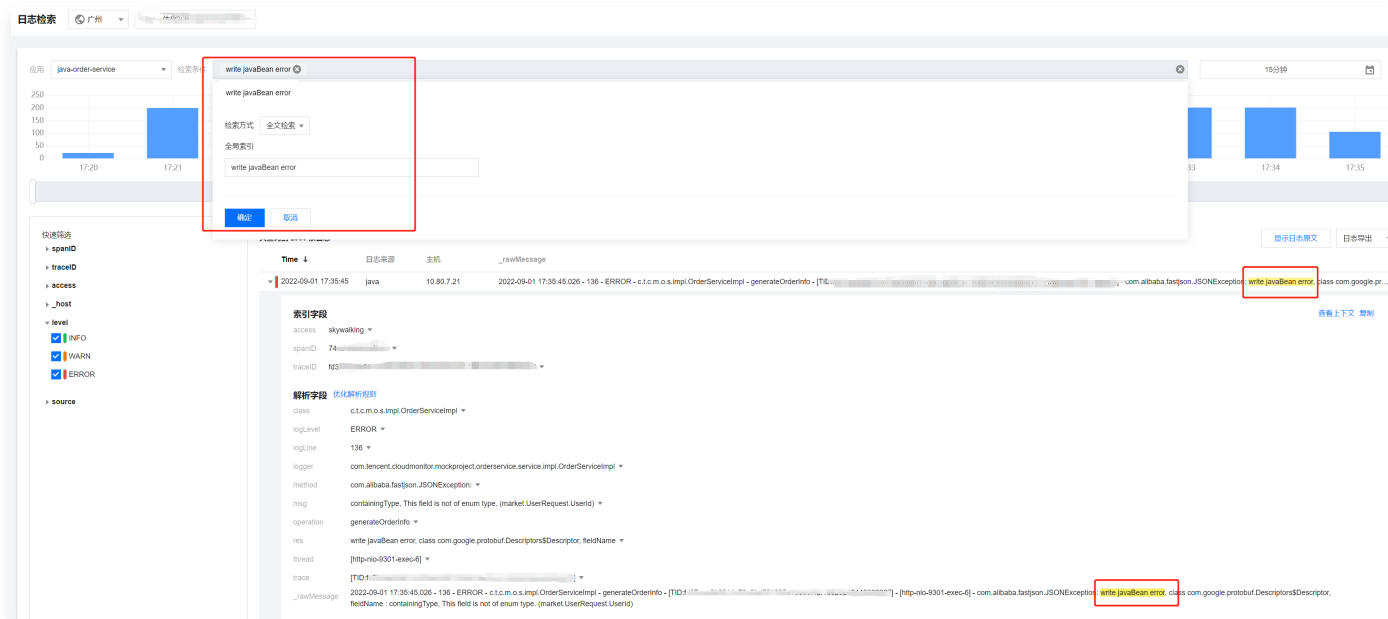 日志检索 广州
应用 java-order-service 检索条件 write javaBean error 15分钟
write javaBean error
250
200
150
100
50
0
17:20 17:21 17:34 17:35
检索方式 全文检索
全局索引
write javaBean error
确定 取消
快速筛选
spanID
traceID
access
_host
level
INFO
WARN
ERROR
source
显示日志原文 日志导出
Time 日志来源 主机 _rawMessage
2022-09-01 17:35:45 java 10.80.7.21 2022-09-01 17:35:45.026 - 136 - ERROR - c.t.c.m.o.s.impl.OrderServiceImpl - generateOrderInfo - [TID: - com.alibaba.fastjson.JSONException: write javaBean error, class com.google.pr...
索引字段 查看上下文 复制
access skywalking
spanID 74
traceID fd3
解析字段 优化解析规则
class c.t.c.m.o.s.impl.OrderServiceImpl
logLevel ERROR
logLine 136
logger com.tencent.cloudmonitor.mockproject.orderservice.service.impl.OrderServiceImpl
method com.alibaba.fastjson.JSONException:
msg containingType, This field is not of enum type. (market.UserRequest.UserId)
operation generateOrderInfo
res write javaBean error, class com.google.protobuf.Descriptors$Descriptor, fieldName
thread [http-nio-9301-exec-6]
trace [TID:
_rawMessage 2022-09-01 17:35:45.026 - 136 - ERROR - c.t.c.m.o.s.impl.OrderServiceImpl - generateOrderInfo - [TID: ] - [http-nio-9301-exec-6] - com.alibaba.fastjson.JSONException: write javaBean error, class com.google.protobuf.Descriptors$Descriptor,
fieldName : containingType, This field is not of enum type. (market.UserRequest.UserId)